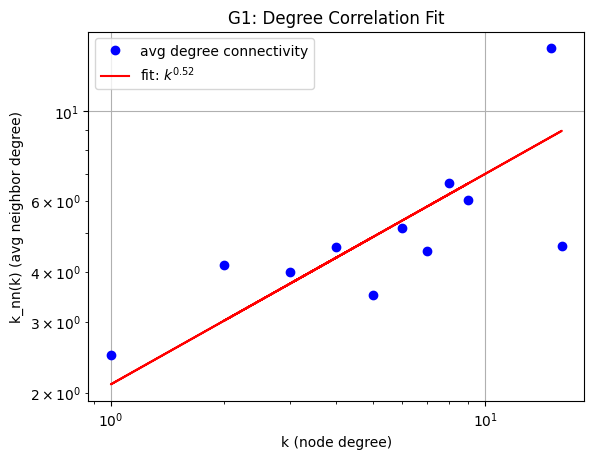 G1: Degree Correlation Fit
avg degree connectivity
fit: k^0.52
10^1
6 × 10^0
4 × 10^0
3 × 10^0
2 × 10^0
k_nn(k) (avg neighbor degree)
10^0
10^1
k (node degree)